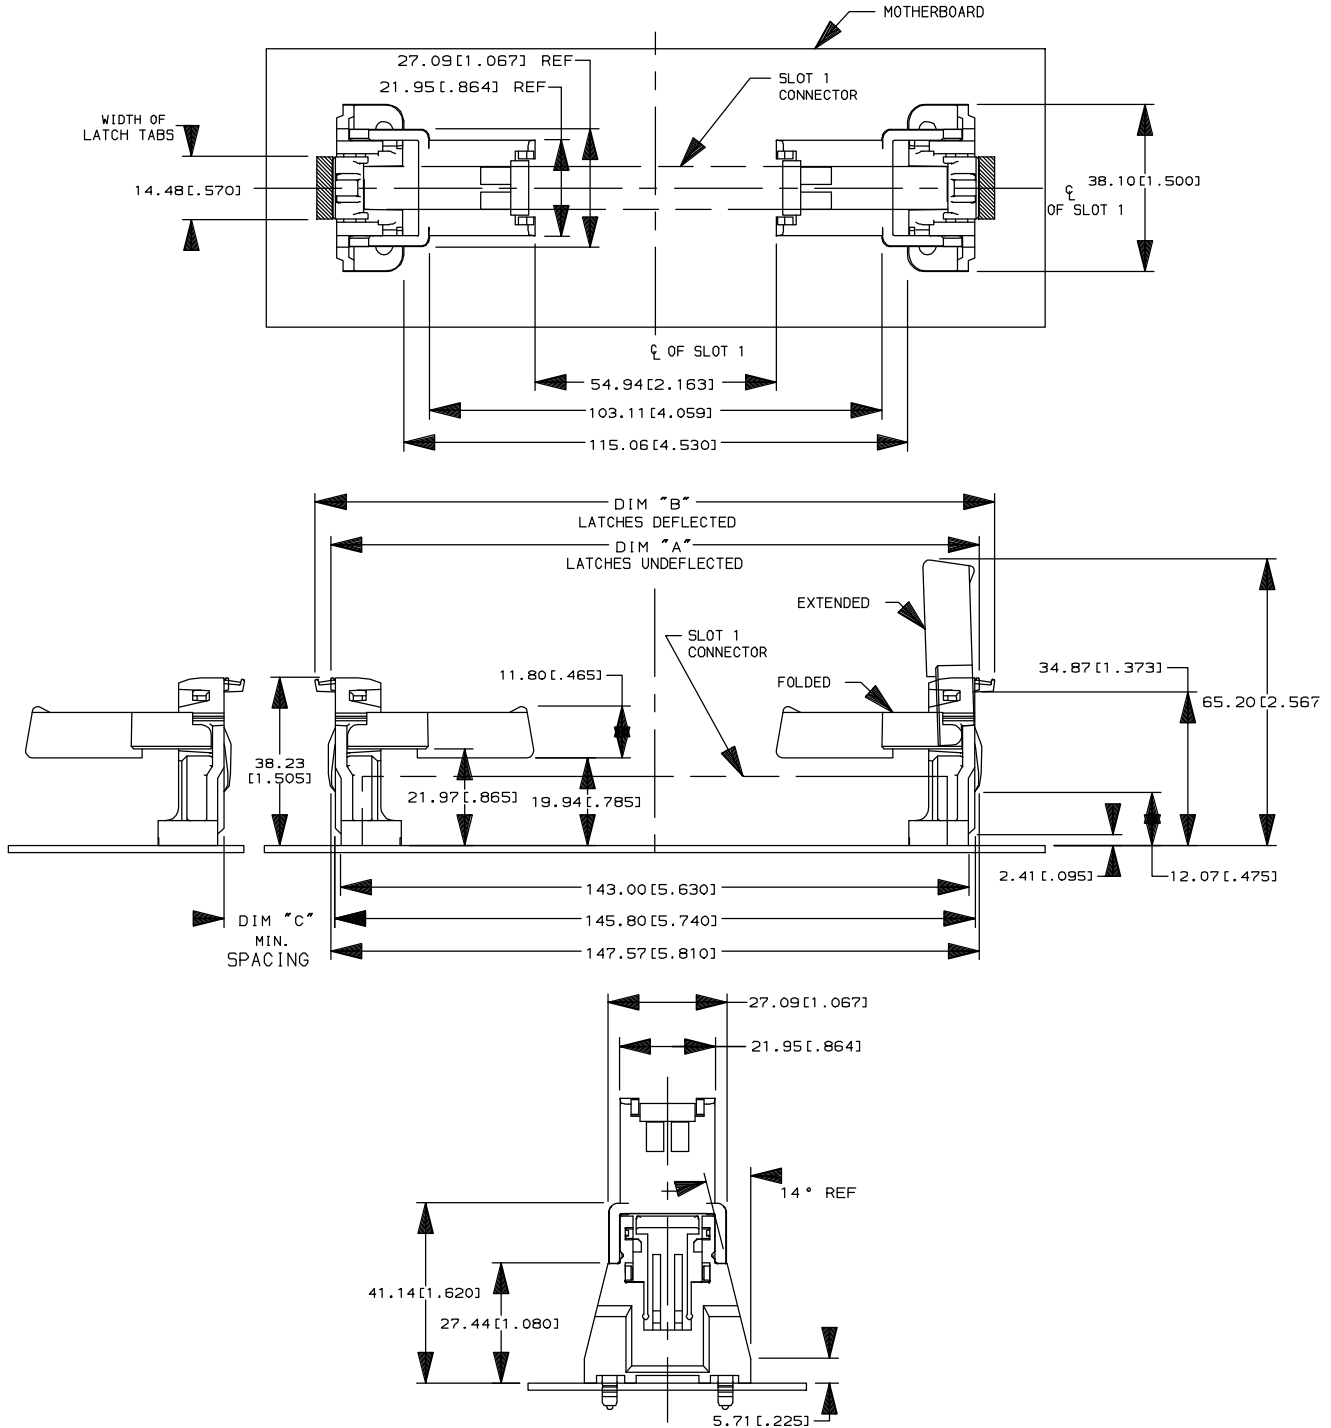 MOTHERBOARD
27.09[1.067] REF
21.95[.864] REF
SLOT 1
CONNECTOR
WIDTH OF
LATCH TABS
14.48[.570]
38.10[1.500]
℄
OF SLOT 1
℄ OF SLOT 1
54.94[2.163]
103.11[4.059]
115.06[4.530]
DIM "B"
LATCHES DEFLECTED
DIM "A"
LATCHES UNDEFLECTED
EXTENDED
SLOT 1
CONNECTOR
11.80[.465]
FOLDED
34.87[1.373]
65.20[2.567
38.23
[1.505]
21.97[.865]
19.94[.785]
2.41[.095]
12.07[.475]
143.00[5.630]
DIM "C"
MIN.
SPACING
145.80[5.740]
147.57[5.810]
27.09[1.067]
21.95[.864]
14° REF
41.14[1.620]
27.44[1.080]
5.71[.225]